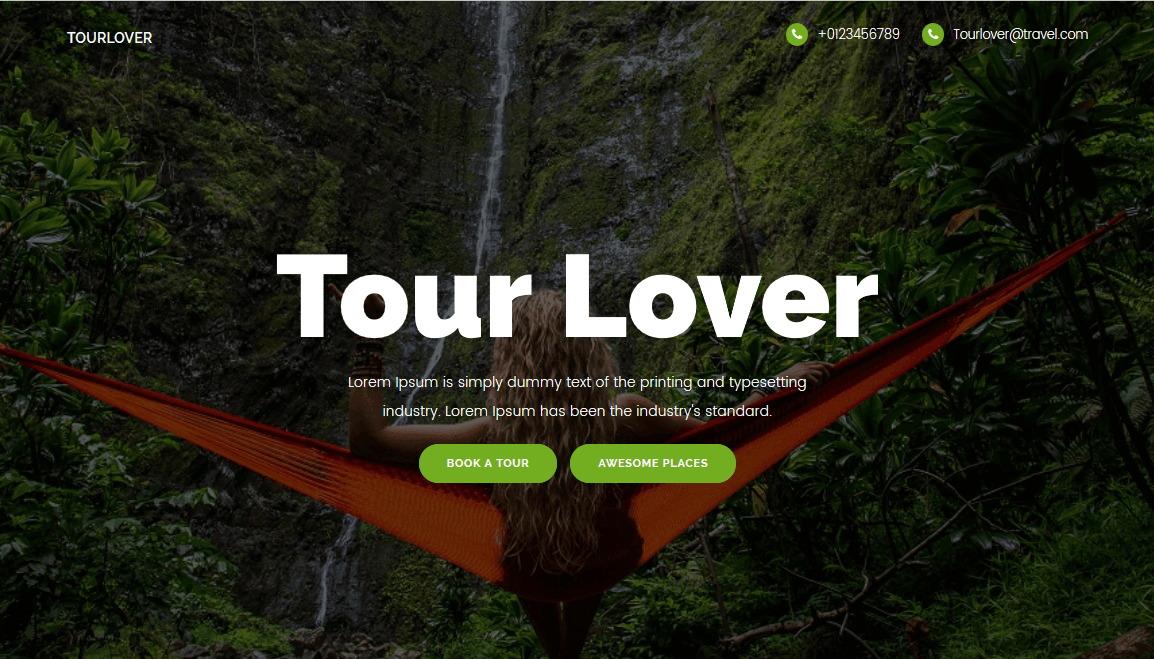 TOURLOVER
+0123456789
Tourlover@travel.com
Tour Lover
Lorem Ipsum is simply dummy text of the printing and typesetting
industry. Lorem Ipsum has been the industry's standard.
BOOK A TOUR
AWESOME PLACES